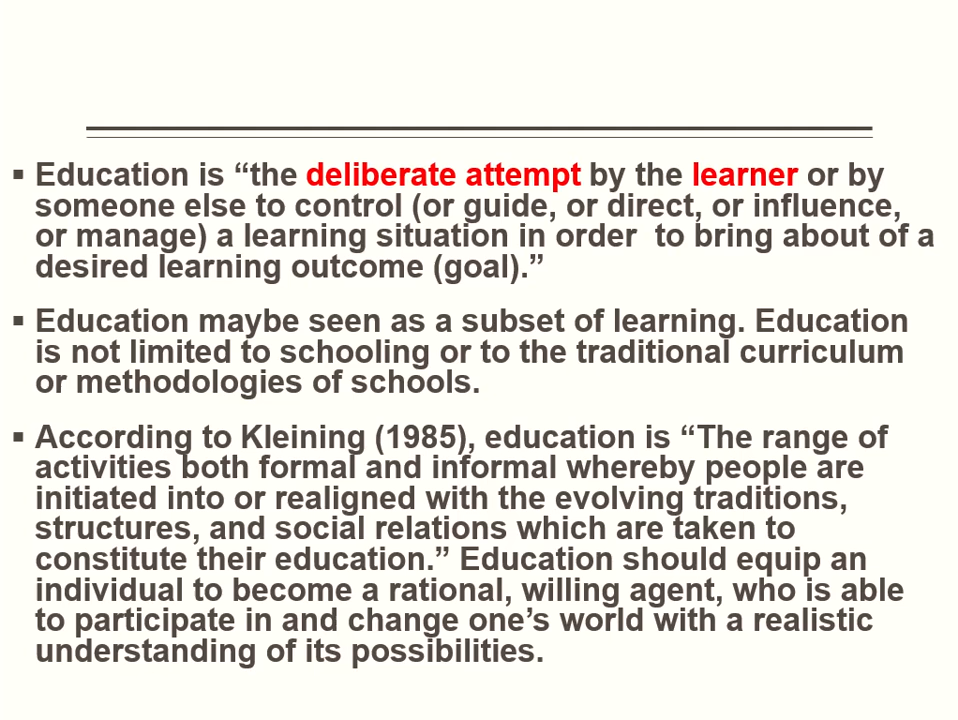 ▪ Education is “the deliberate attempt by the learner or by
someone else to control (or guide, or direct, or influence,
or manage) a learning situation in order  to bring about of a
desired learning outcome (goal).”
▪ Education maybe seen as a subset of learning. Education
is not limited to schooling or to the traditional curriculum
or methodologies of schools.
▪ According to Kleining (1985), education is “The range of
activities both formal and informal whereby people are
initiated into or realigned with the evolving traditions,
structures, and social relations which are taken to
constitute their education.” Education should equip an
individual to become a rational, willing agent, who is able
to participate in and change one’s world with a realistic
understanding of its possibilities.